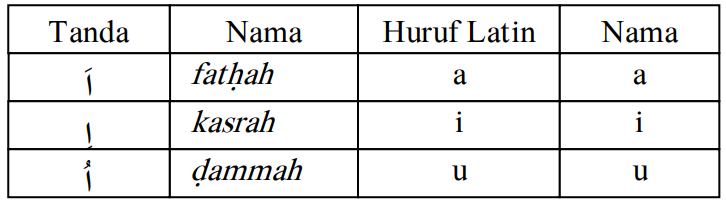 Tanda Nama Huruf Latin Nama
أَ fatḥah a a
إِ kasrah i i
أُ ḍammah u u